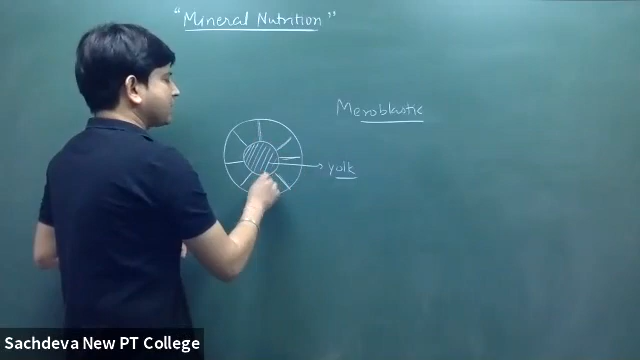 "Mineral Nutrition"
Meroblastic
yolk
Sachdeva New PT College